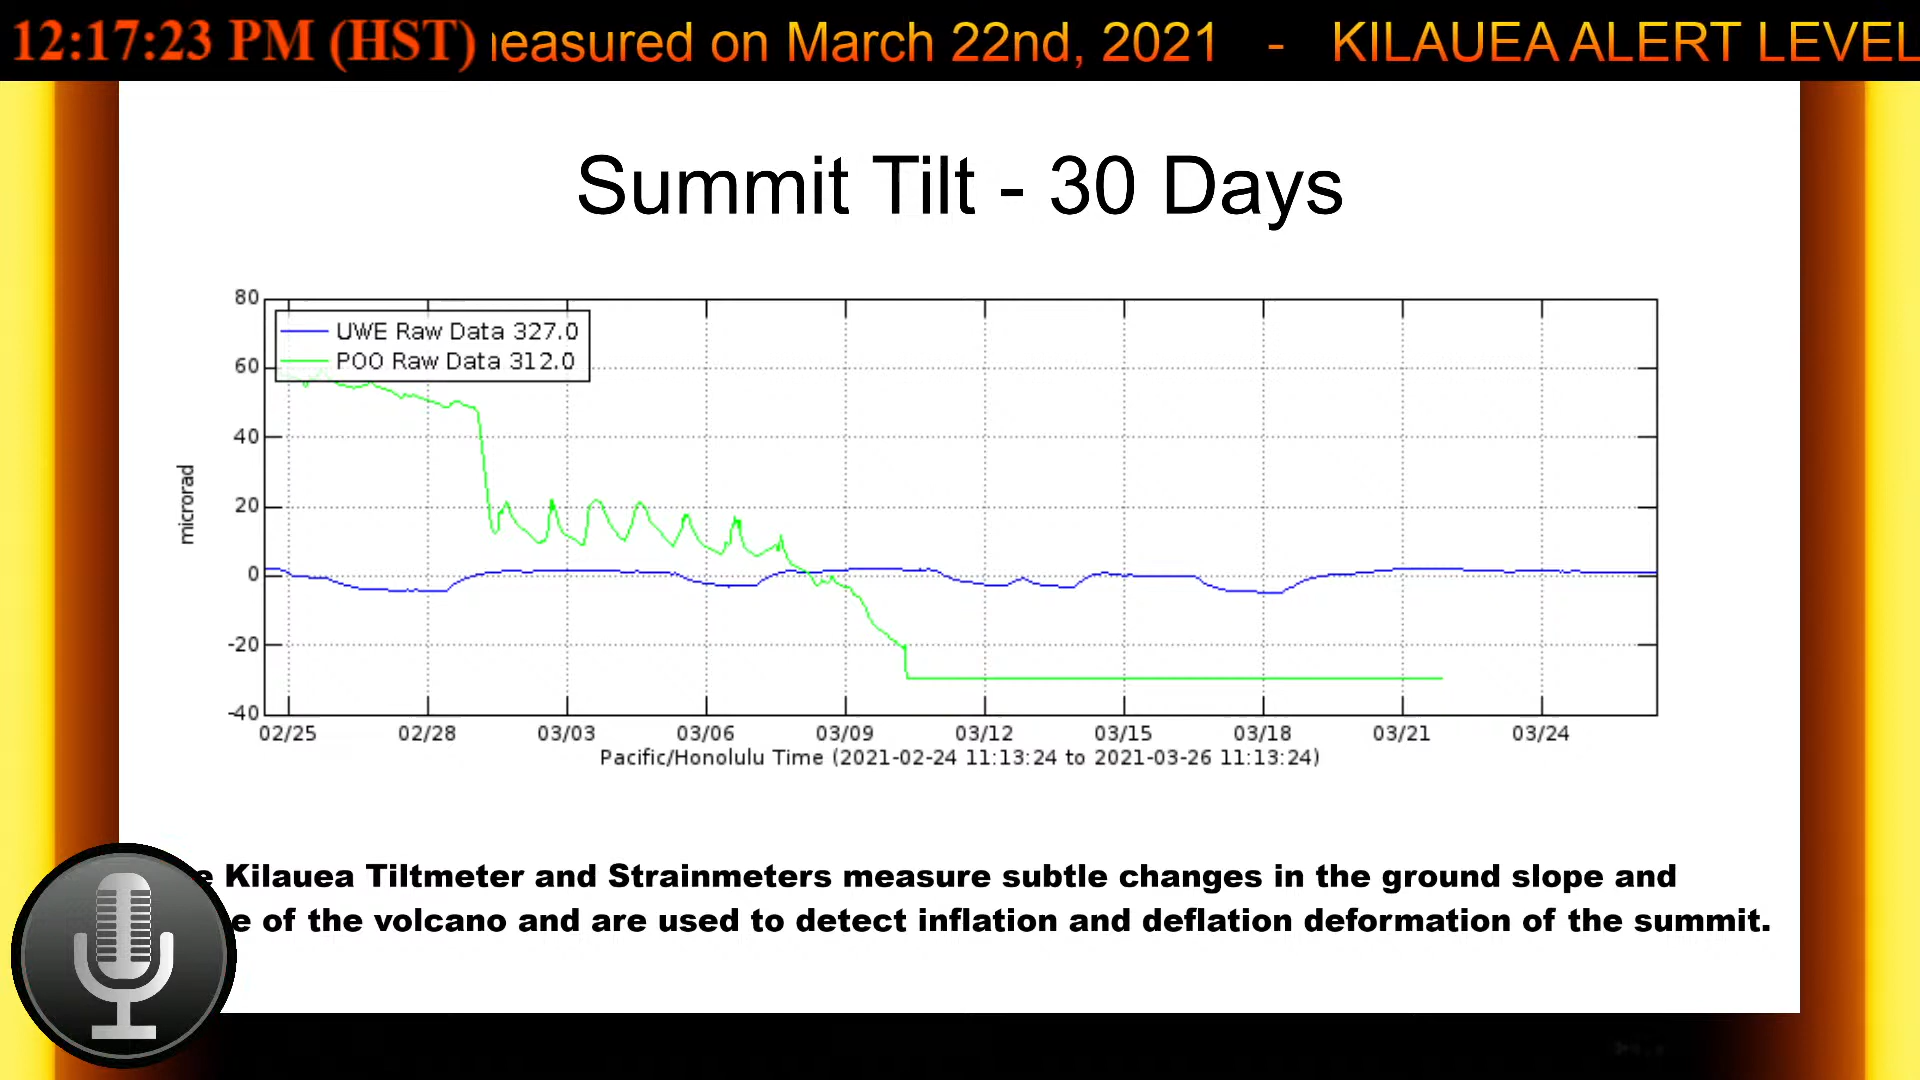 12:17:23 PM (HST) measured on March 22nd, 2021 - KILAUEA ALERT LEVEL
Summit Tilt - 30 Days
80
UWE Raw Data 327.0
POO Raw Data 312.0
60
40
20
0
-20
-40
microrad
02/25 02/28 03/03 03/06 03/09 03/12 03/15 03/18 03/21 03/24
Pacific/Honolulu Time (2021-02-24 11:13:24 to 2021-03-26 11:13:24)
Kilauea Tiltmeter and Strainmeters measure subtle changes in the ground slope and
of the volcano and are used to detect inflation and deflation deformation of the summit.